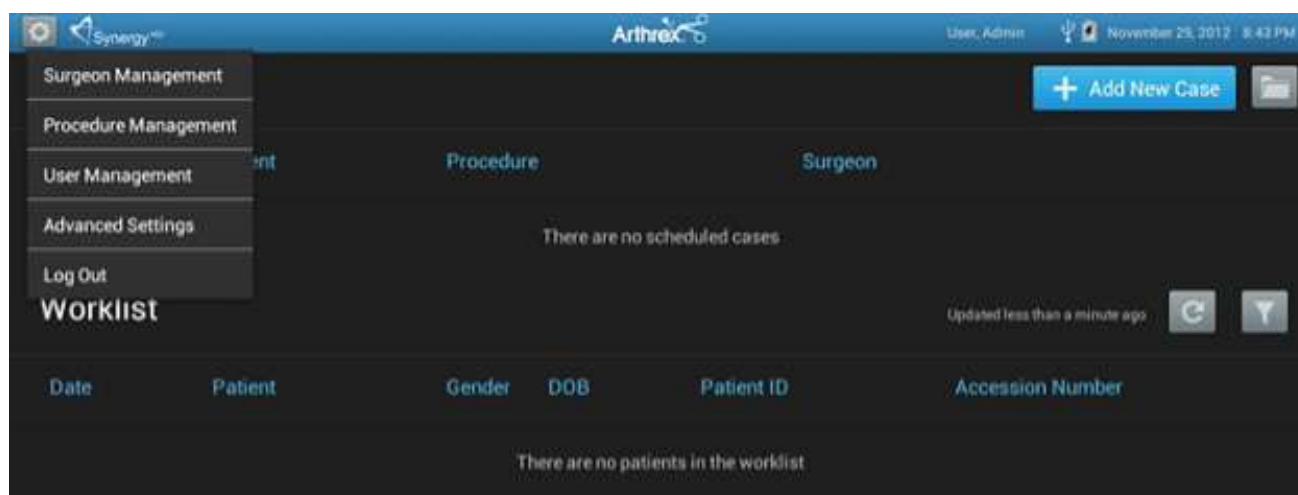 Synergy Arthrex User, Admin November 25, 2012 8:43 PM
Surgeon Management
Add New Case
Procedure Management
ent Procedure Surgeon
User Management
Advanced Settings
There are no scheduled cases
Log Out
Worklist
Updated less than a minute ago
Date Patient Gender DOB Patient ID Accession Number
There are no patients in the worklist